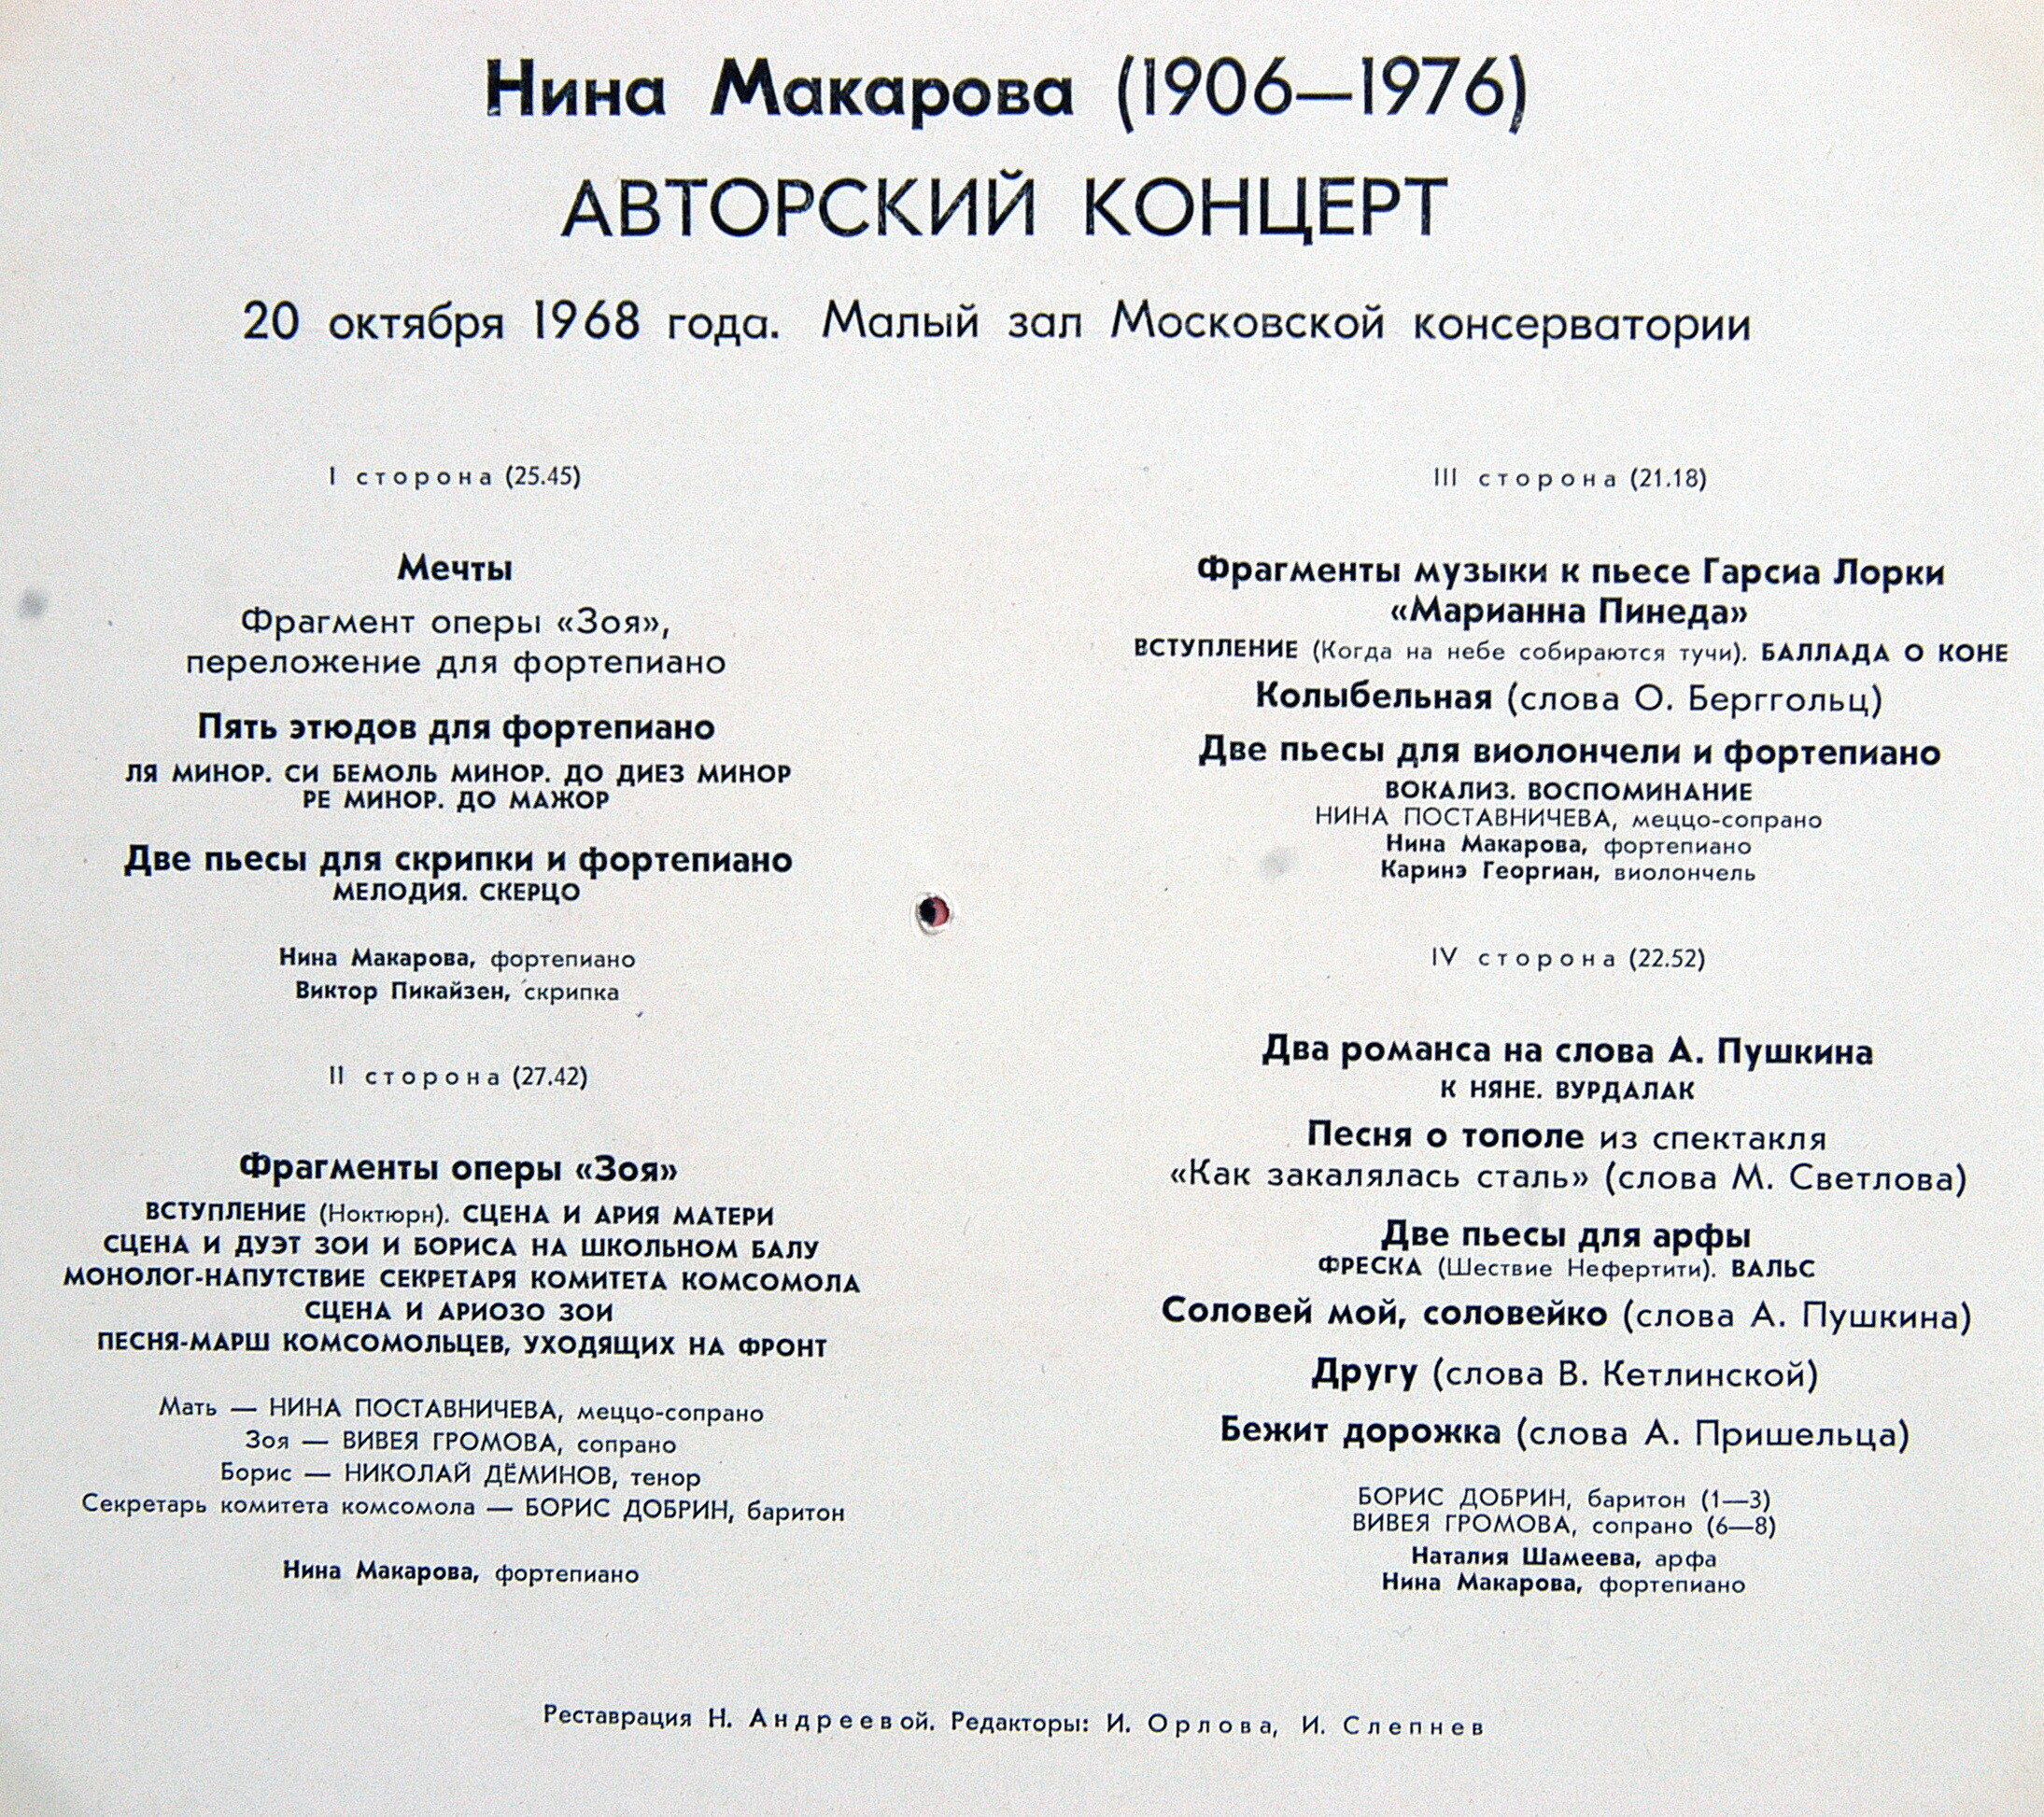 Нина Макарова (1906—1976)
АВТОРСКИЙ КОНЦЕРТ
20 октября 1968 года. Малый зал Московской консерватории
I сторона (25.45)
Мечты
Фрагмент оперы «Зоя»,
переложение для фортепиано
Пять этюдов для фортепиано
ЛЯ МИНОР. СИ БЕМОЛЬ МИНОР. ДО ДИЕЗ МИНОР
РЕ МИНОР. ДО МАЖОР
Две пьесы для скрипки и фортепиано
МЕЛОДИЯ. СКЕРЦО
Нина Макарова, фортепиано
Виктор Пикайзен, скрипка
II сторона (27.42)
Фрагменты оперы «Зоя»
ВСТУПЛЕНИЕ (Ноктюрн). СЦЕНА И АРИЯ МАТЕРИ
СЦЕНА И ДУЭТ ЗОИ И БОРИСА НА ШКОЛЬНОМ БАЛУ
МОНОЛОГ-НАПУТСТВИЕ СЕКРЕТАРЯ КОМИТЕТА КОМСОМОЛА
СЦЕНА И АРИОЗО ЗОИ
ПЕСНЯ-МАРШ КОМСОМОЛЬЦЕВ, УХОДЯЩИХ НА ФРОНТ
Мать — НИНА ПОСТАВНИЧЕВА, меццо-сопрано
Зоя — ВИВЕЯ ГРОМОВА, сопрано
Борис — НИКОЛАЙ ДЁМИНОВ, тенор
Секретарь комитета комсомола — БОРИС ДОБРИН, баритон
Нина Макарова, фортепиано
III сторона (21.18)
Фрагменты музыки к пьесе Гарсиа Лорки
«Марианна Пинеда»
ВСТУПЛЕНИЕ (Когда на небе собираются тучи). БАЛЛАДА О КОНЕ
Колыбельная (слова О. Берггольц)
Две пьесы для виолончели и фортепиано
ВОКАЛИЗ. ВОСПОМИНАНИЕ
НИНА ПОСТАВНИЧЕВА, меццо-сопрано
Нина Макарова, фортепиано
Каринэ Георгиан, виолончель
IV сторона (22.52)
Два романса на слова А. Пушкина
К НЯНЕ. ВУРДАЛАК
Песня о тополе из спектакля
«Как закалялась сталь» (слова М. Светлова)
Две пьесы для арфы
ФРЕСКА (Шествие Нефертити). ВАЛЬС
Соловей мой, соловейко (слова А. Пушкина)
Другу (слова В. Кетлинской)
Бежит дорожка (слова А. Пришельца)
БОРИС ДОБРИН, баритон (1—3)
ВИВЕЯ ГРОМОВА, сопрано (6—8)
Наталия Шамеева, арфа
Нина Макарова, фортепиано
Реставрация Н. Андреевой. Редакторы: И. Орлова, И. Слепнев